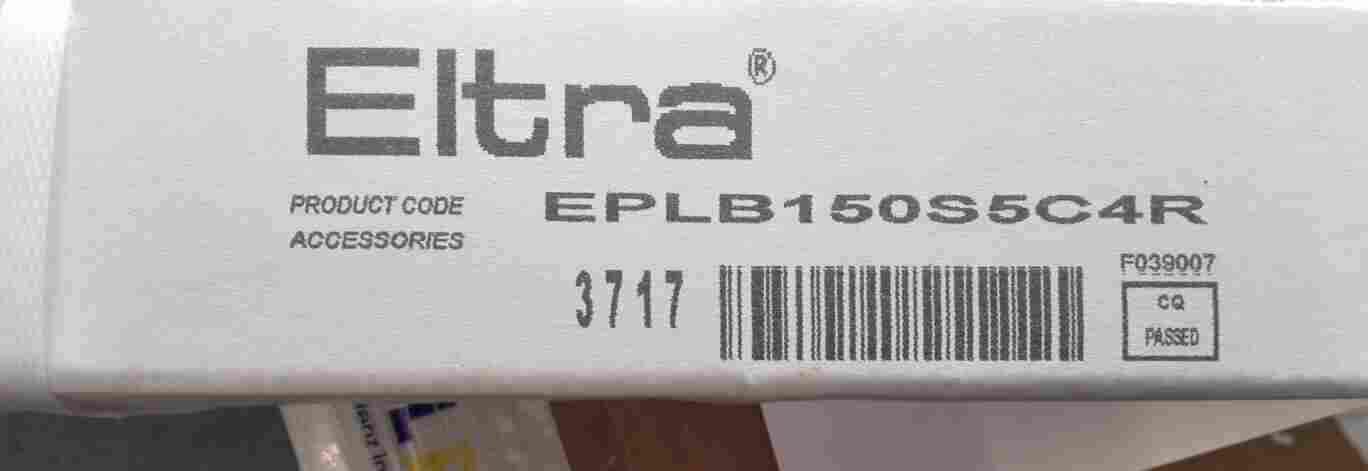 Eltra®
PRODUCT CODE EPLB150S5C4R
ACCESSORIES
F039007
3717
CQ
PASSED